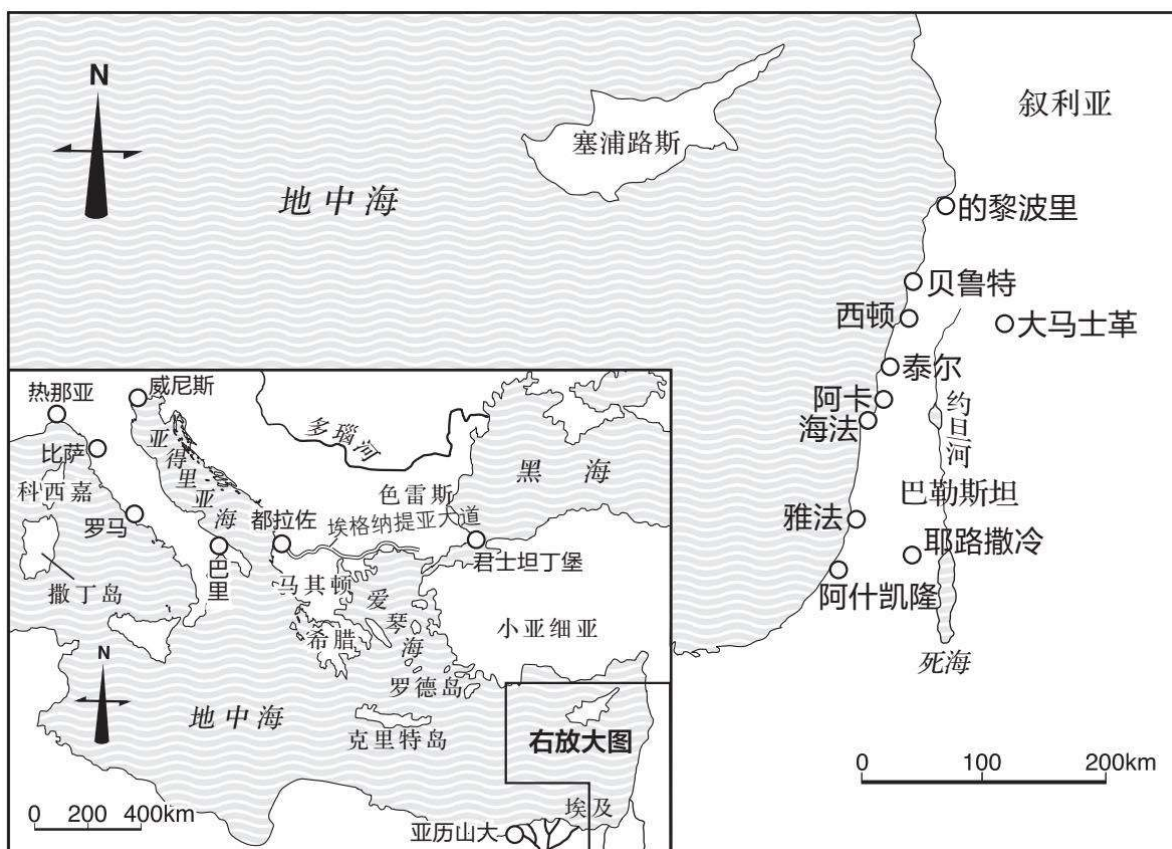 N
叙利亚
塞浦路斯
地中海
的黎波里
贝鲁特
西顿
大马士革
泰尔
阿卡
海法
约旦河
巴勒斯坦
雅法
耶路撒冷
阿什凯隆
死海
0 100 200km
热那亚
威尼斯
比萨
亚得里亚海
多瑙河
黑海
科西嘉
色雷斯
罗马
都拉佐
埃格纳提亚大道
巴里
君士坦丁堡
撒丁岛
马其顿
爱琴海
希腊
小亚细亚
N
罗德岛
地中海
克里特岛
右放大图
埃及
0 200 400km
亚历山大